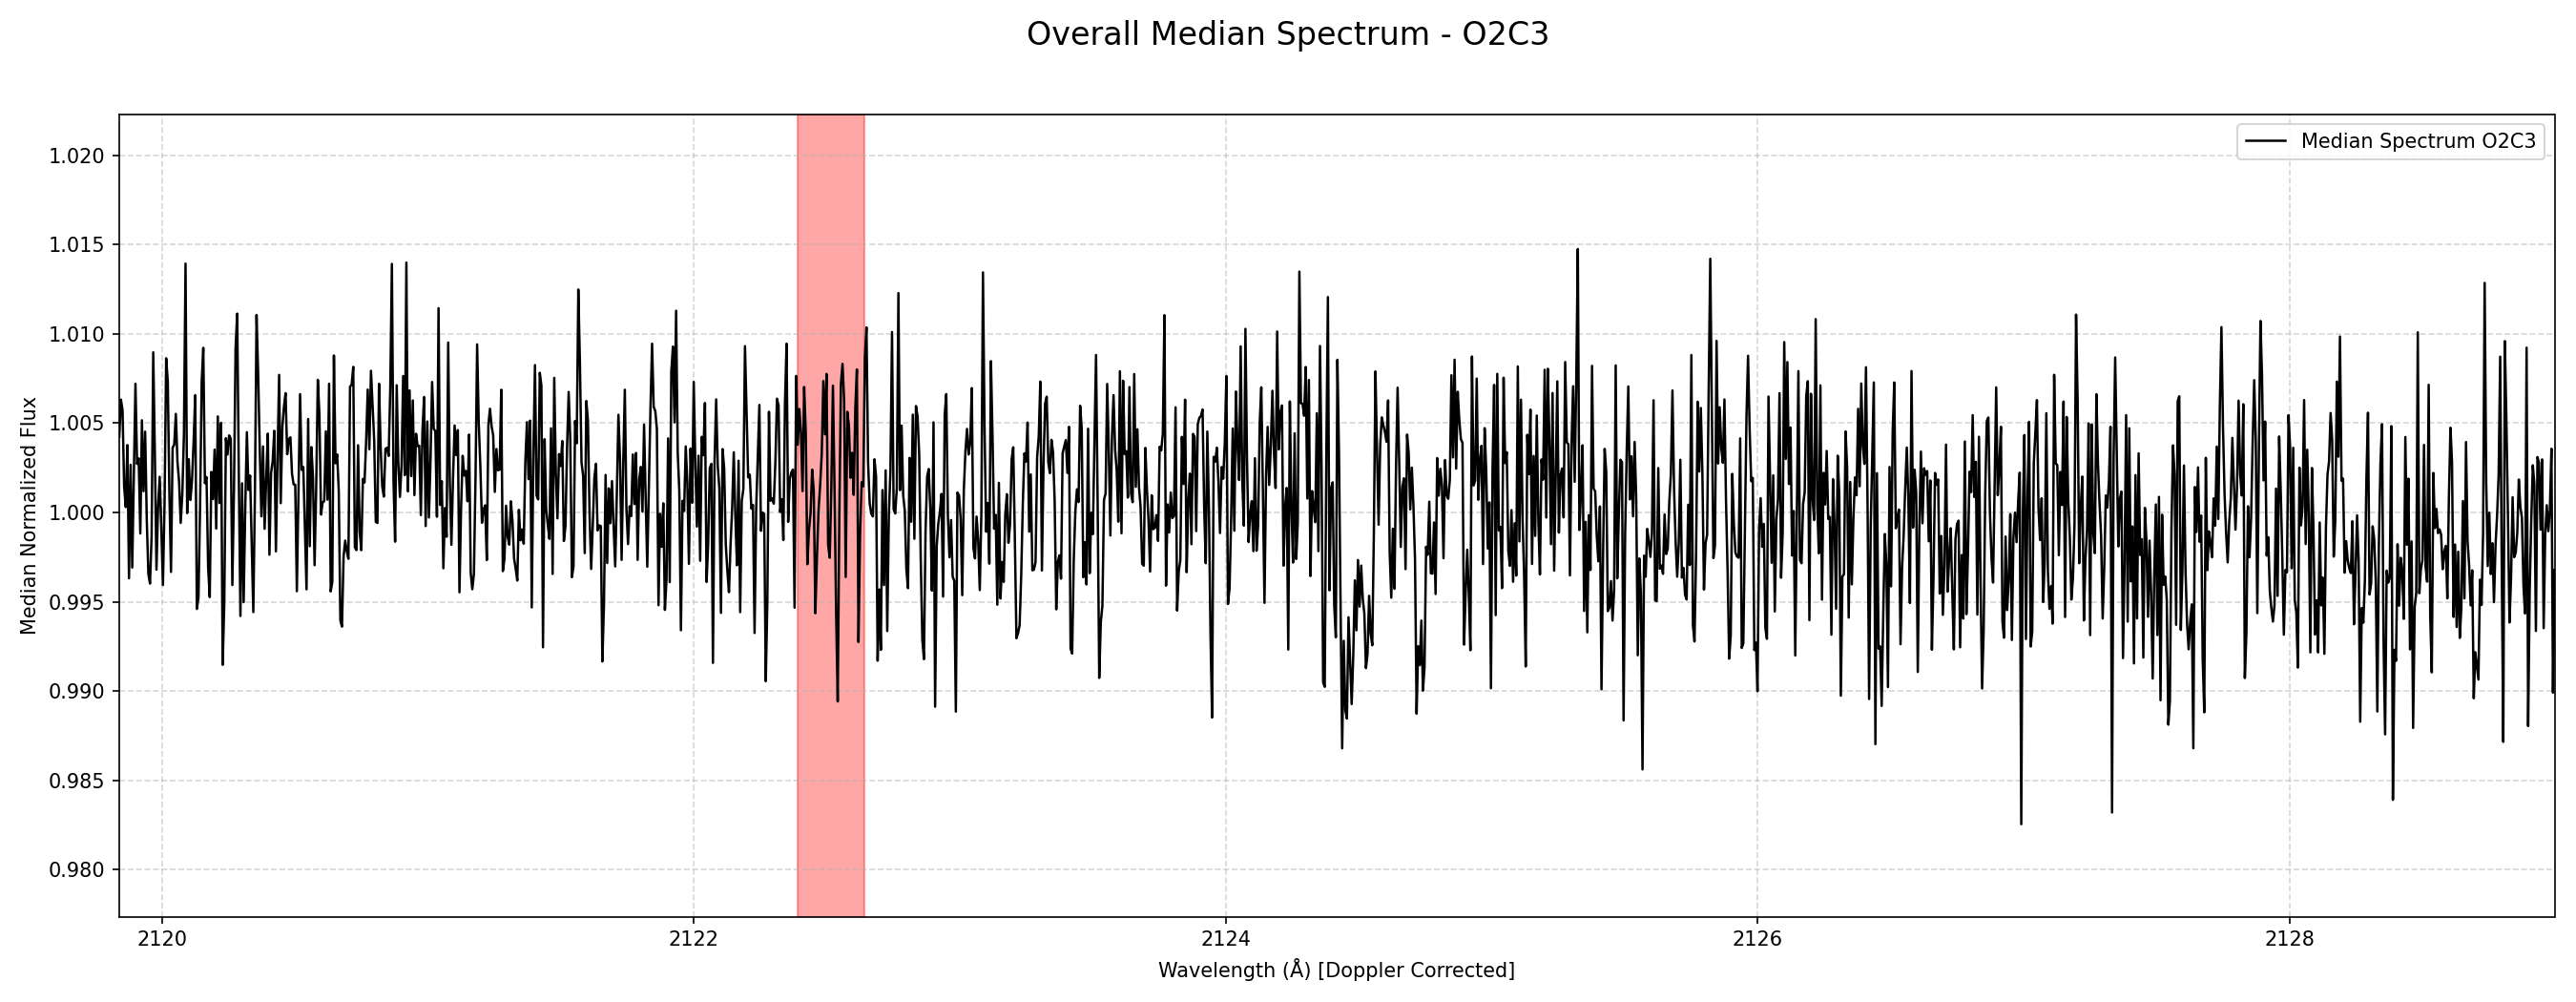 Overall Median Spectrum - O2C3
Median Spectrum O2C3
Median Normalized Flux
1.020
1.015
1.010
1.005
1.000
0.995
0.990
0.985
0.980
2120 2122 2124 2126 2128
Wavelength (Å) [Doppler Corrected]